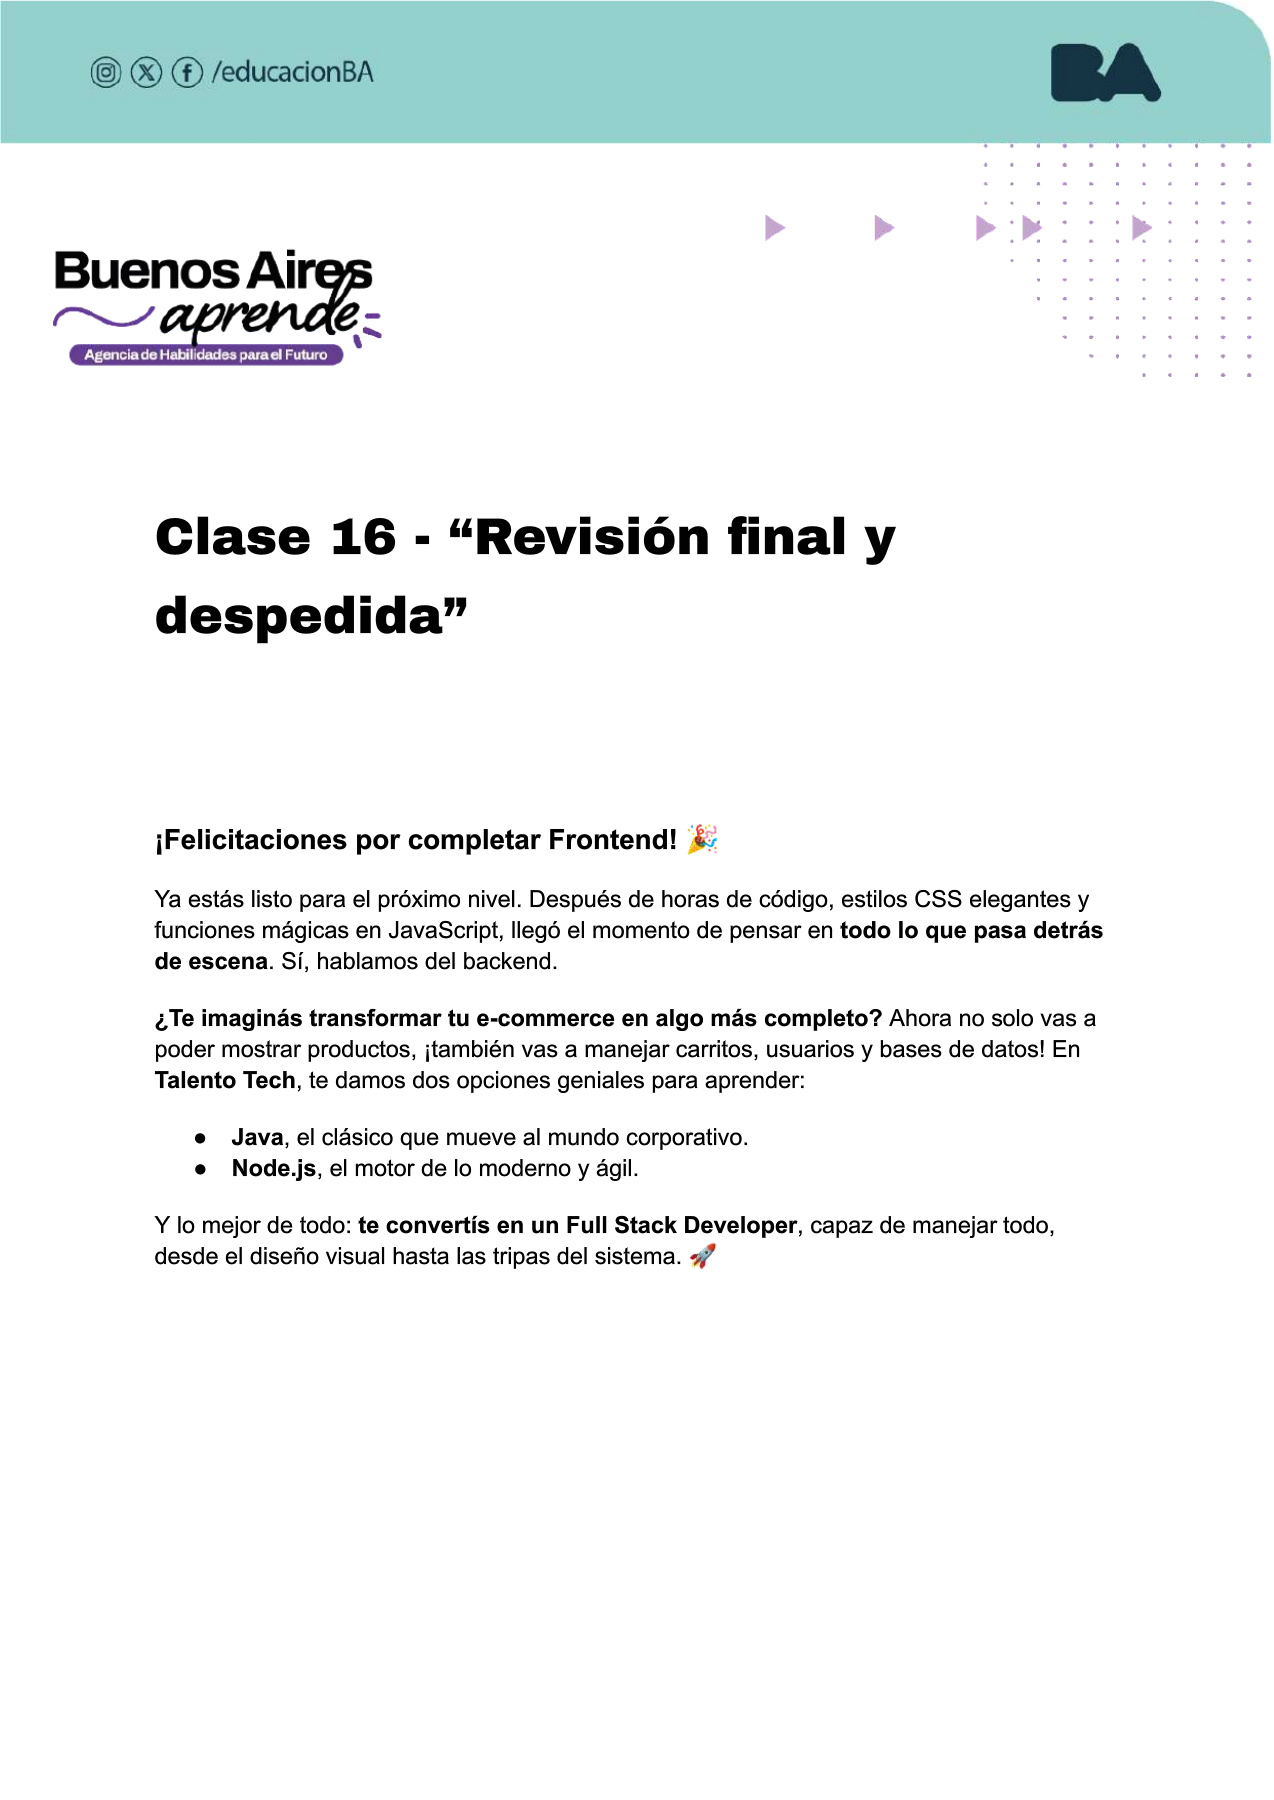 /educacionBA
BA
Buenos Aires
aprende
Agencia de Habilidades para el Futuro
Clase 16 - “Revisión final y
despedida”
¡Felicitaciones por completar Frontend! 🎉
Ya estás listo para el próximo nivel. Después de horas de código, estilos CSS elegantes y
funciones mágicas en JavaScript, llegó el momento de pensar en todo lo que pasa detrás
de escena. Sí, hablamos del backend.
¿Te imaginás transformar tu e-commerce en algo más completo? Ahora no solo vas a
poder mostrar productos, ¡también vas a manejar carritos, usuarios y bases de datos! En
Talento Tech, te damos dos opciones geniales para aprender:
● Java, el clásico que mueve al mundo corporativo.
● Node.js, el motor de lo moderno y ágil.
Y lo mejor de todo: te convertís en un Full Stack Developer, capaz de manejar todo,
desde el diseño visual hasta las tripas del sistema. 🚀